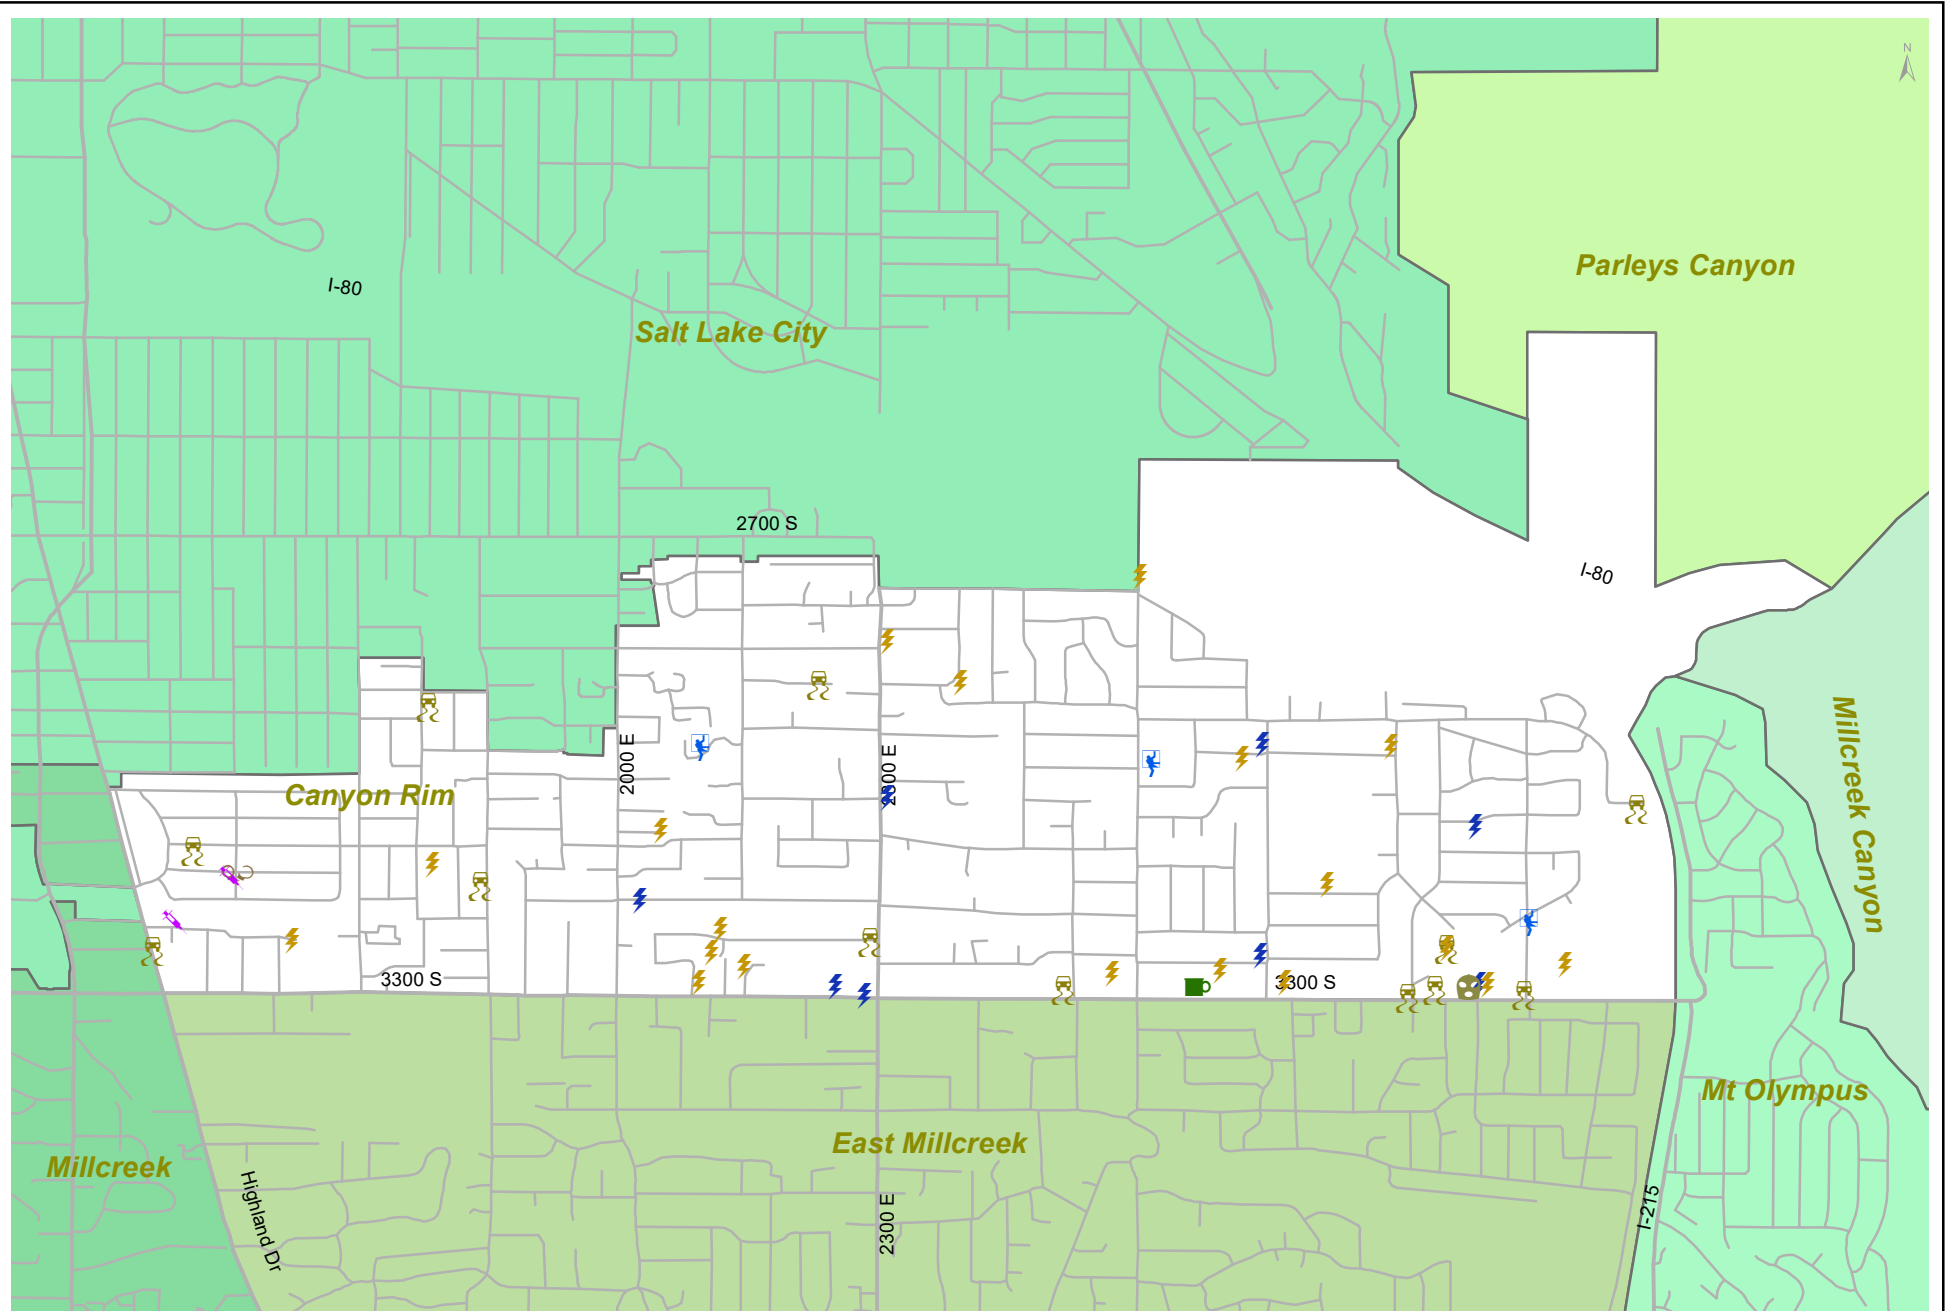 N
Parleys Canyon
I-80
Salt Lake City
2700 S
I-80
Millcreek Canyon
2000 E
2300 E
Canyon Rim
3300 S
3300 S
Mt Olympus
East Millcreek
Millcreek
Highland Dr
2300 E
I-215